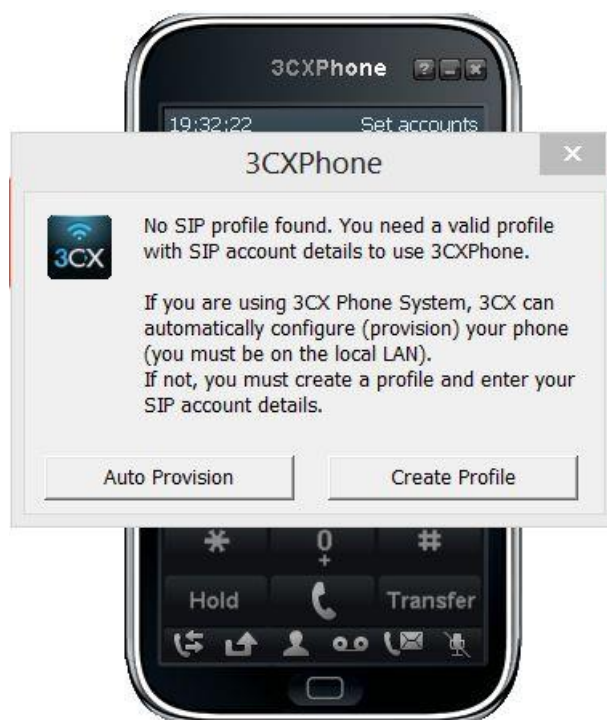 3CXPhone
19:32:22 Set accounts
3CXPhone
3CX
No SIP profile found. You need a valid profile
with SIP account details to use 3CXPhone.
If you are using 3CX Phone System, 3CX can
automatically configure (provision) your phone
(you must be on the local LAN).
If not, you must create a profile and enter your
SIP account details.
Auto Provision Create Profile
* 0 #
+
Hold Transfer